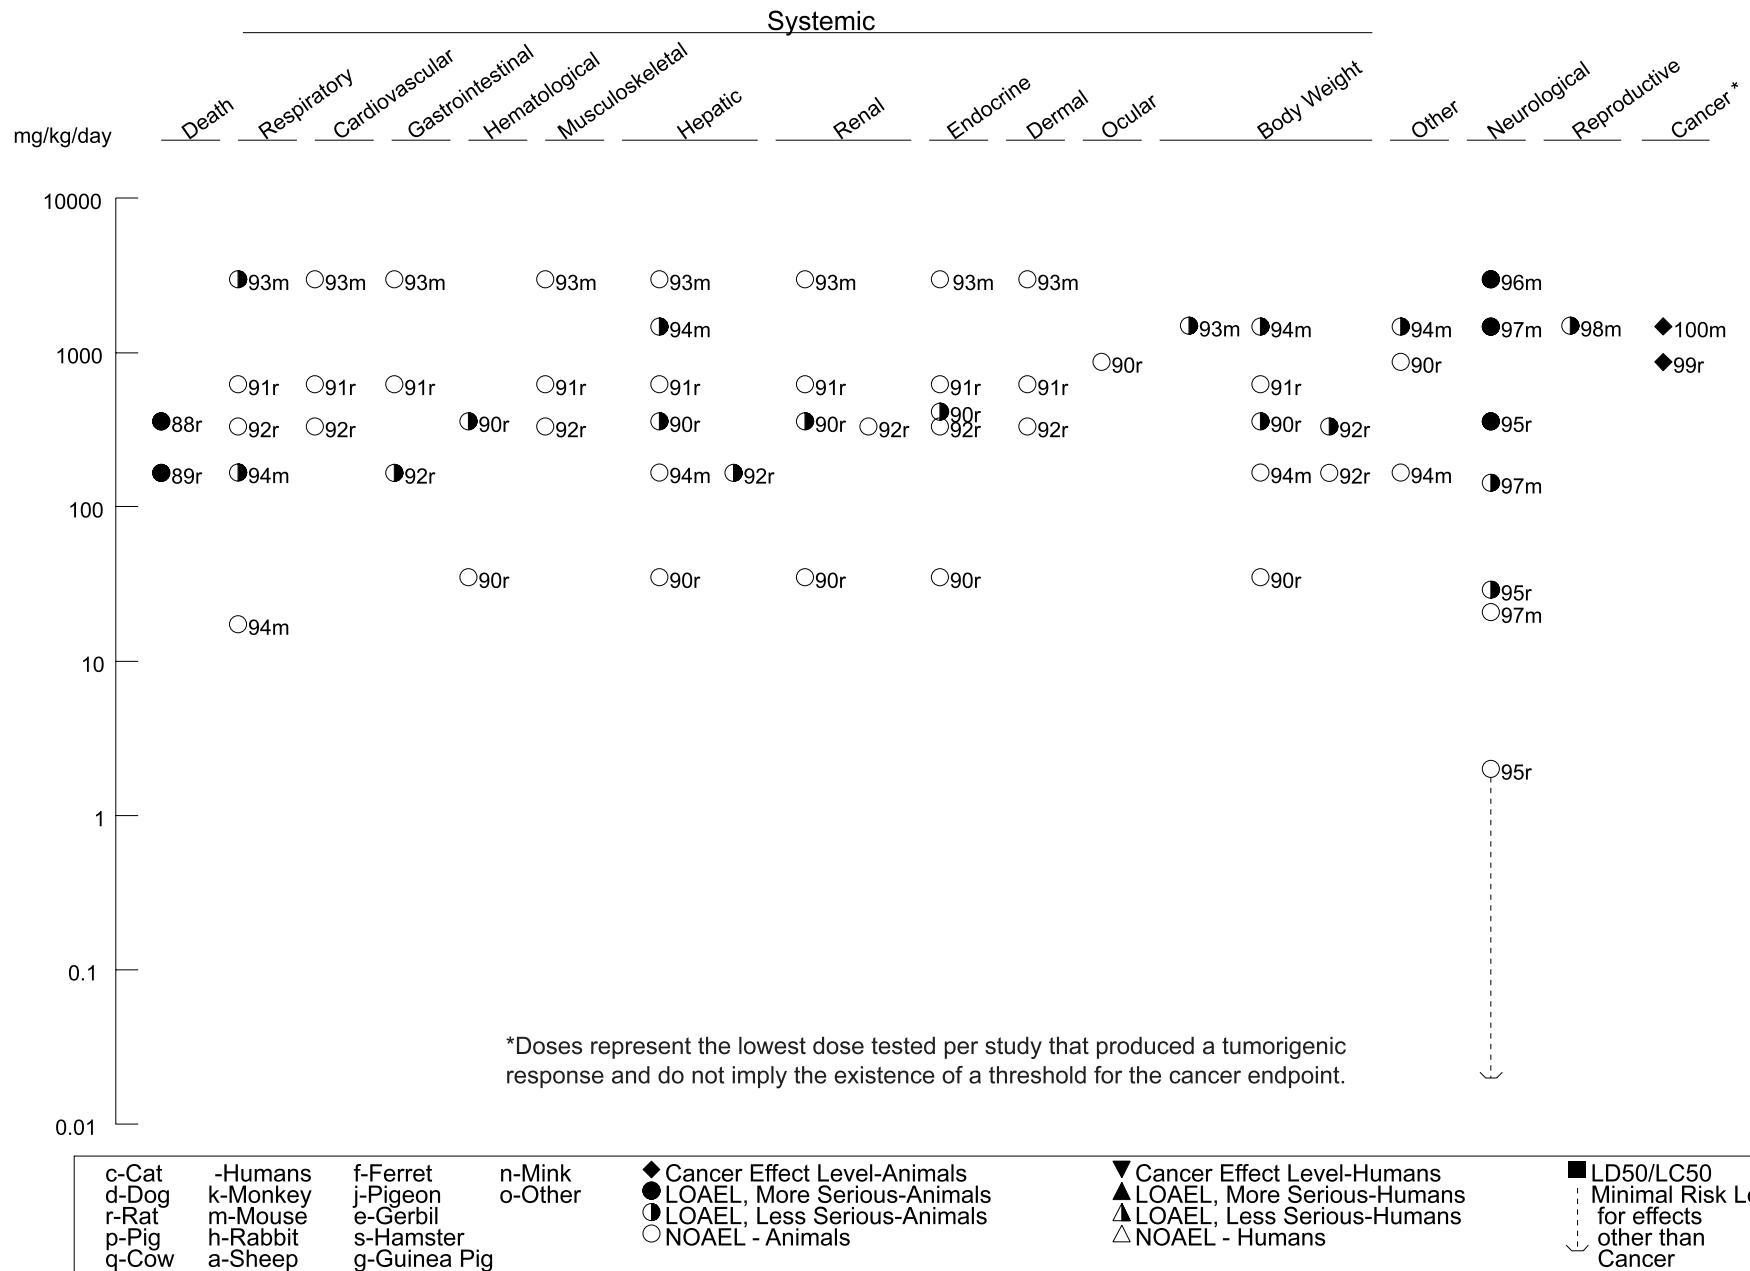 Systemic
Death Respiratory Cardiovascular Gastrointestinal Hematological Musculoskeletal Hepatic Renal Endocrine Dermal Ocular Body Weight Other Neurological Reproductive Cancer *
mg/kg/day
10000
93m 93m 93m 93m 93m 93m 93m 93m 96m
94m 93m 94m 94m 97m 98m 100m
1000
90r 90r 99r
91r 91r 91r 91r 91r 91r 91r 91r 91r
90r
88r 90r 90r 90r 90r 95r
92r 92r 92r 92r 92r 92r 92r
89r 94m 92r 94m 92r 94m 92r 94m
97m
100
90r 90r 90r 90r 90r
95r
97m
94m
10
95r
1
0.1
*Doses represent the lowest dose tested per study that produced a tumorigenic
response and do not imply the existence of a threshold for the cancer endpoint.
0.01
c-Cat -Humans f-Ferret n-Mink Cancer Effect Level-Animals Cancer Effect Level-Humans LD50/LC50
d-Dog k-Monkey j-Pigeon o-Other LOAEL, More Serious-Animals LOAEL, More Serious-Humans Minimal Risk Le
r-Rat m-Mouse e-Gerbil LOAEL, Less Serious-Animals LOAEL, Less Serious-Humans for effects
p-Pig h-Rabbit s-Hamster NOAEL - Animals NOAEL - Humans other than
q-Cow a-Sheep g-Guinea Pig Cancer